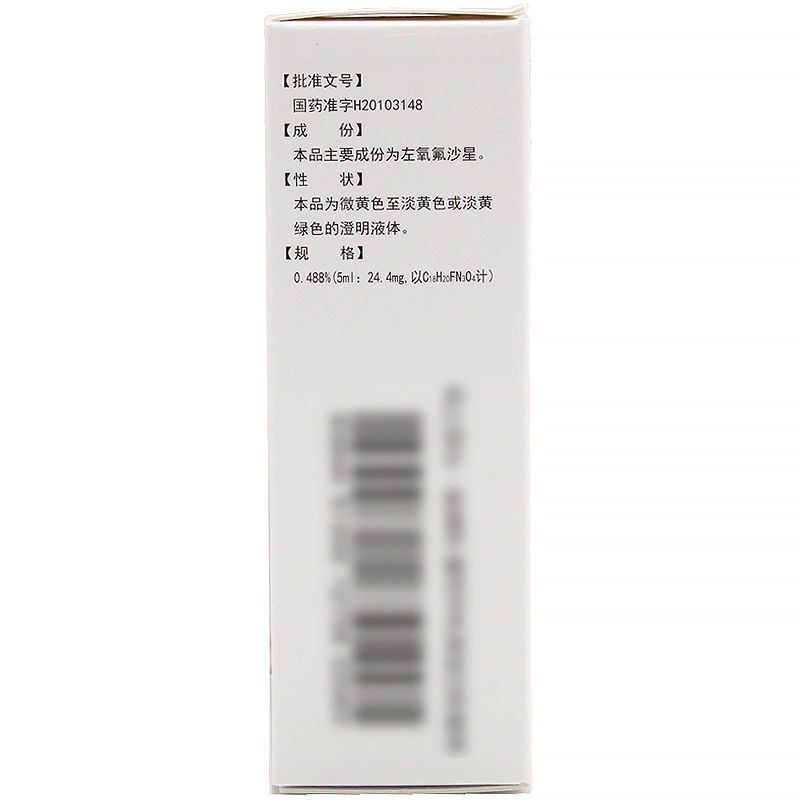 【批准文号】
国药准字H20103148
【成　　份】
本品主要成份为左氧氟沙星。
【性　　状】
本品为微黄色至淡黄色或淡黄
绿色的澄明液体。
【规　　格】
0.488%(5ml：24.4mg,以C₁₈H₂₀FN₃O₄计)